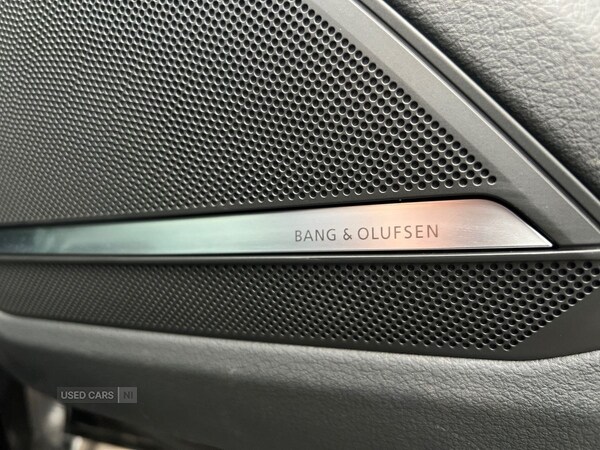 BANG & OLUFSEN
USED CARS NI